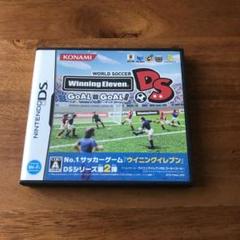 KONAMI
WORLD SOCCER
Winning Eleven DS
GOAL×GOAL!
NINTENDO DS
No.1サッカーゲーム「ウイニングイレブン」
DSシリーズ第2弾